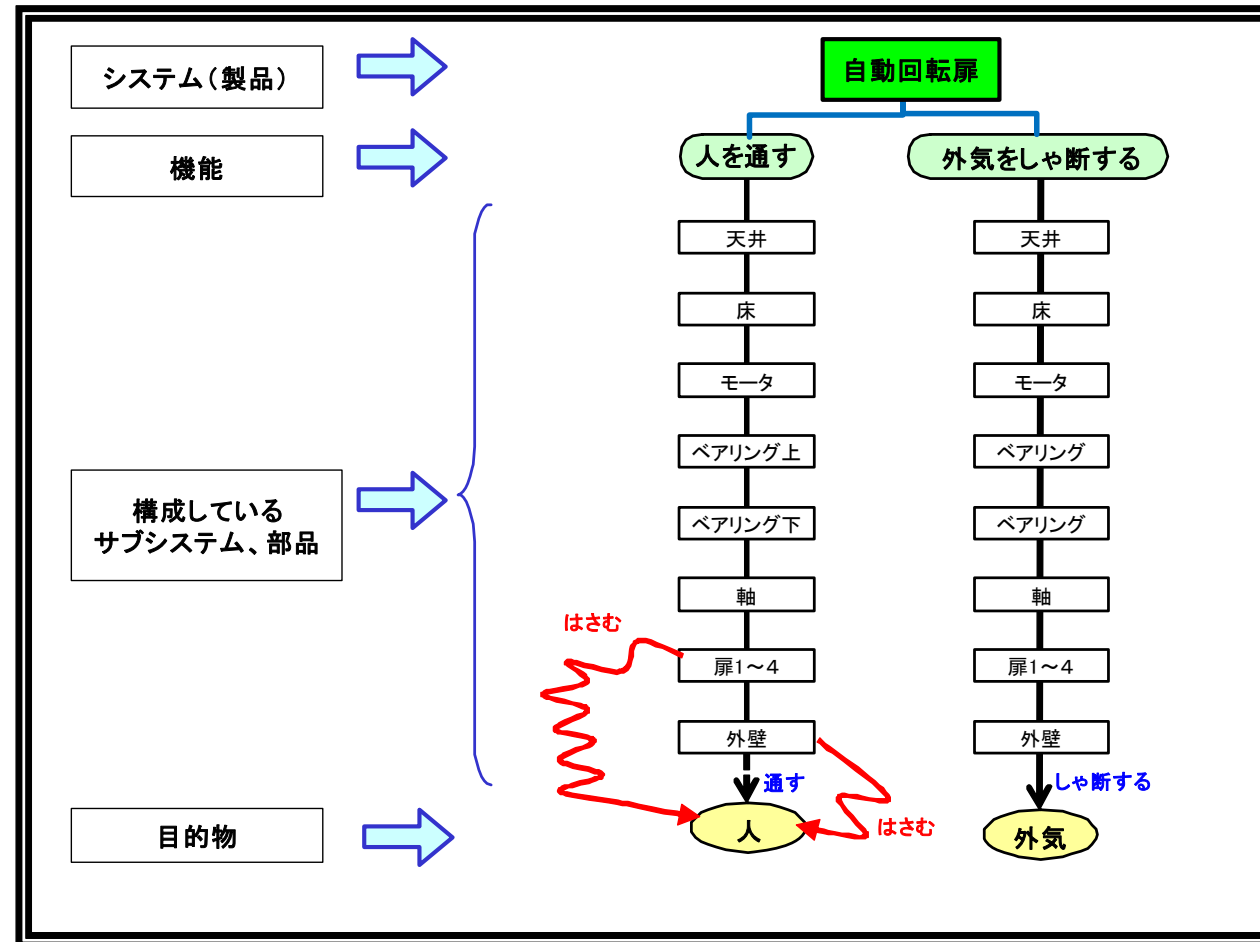 システム(製品)
自動回転扉
機能
人を通す
外気をしゃ断する
天井
天井
床
床
モータ
モータ
ベアリング上
ベアリング
構成している
サブシステム、部品
ベアリング下
ベアリング
軸
軸
はさむ
扉1~4
扉1~4
外壁
外壁
通す
しゃ断する
目的物
人
はさむ
外気